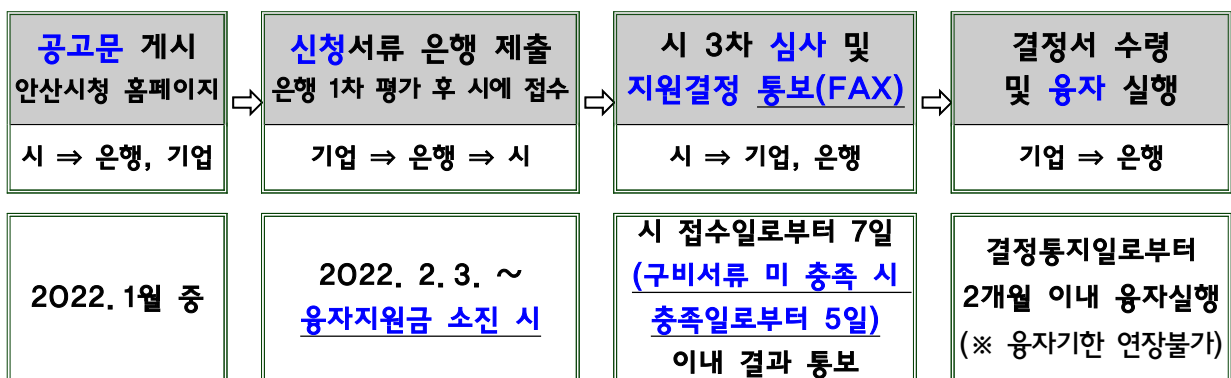 공고문 게시
안산시청 홈페이지
시 ⇒ 은행, 기업
신청서류 은행 제출
은행 1차 평가 후 시에 접수
기업 ⇒ 은행 ⇒ 시
시 3차 심사 및
지원결정 통보(FAX)
시 ⇒ 기업, 은행
결정서 수령
및 융자 실행
기업 ⇒ 은행
2022. 1월 중
2022. 2. 3. ~
융자지원금 소진 시
시 접수일로부터 7일
(구비서류 미 충족 시
충족일로부터 5일)
이내 결과 통보
결정통지일로부터
2개월 이내 융자실행
(※ 융자기한 연장불가)